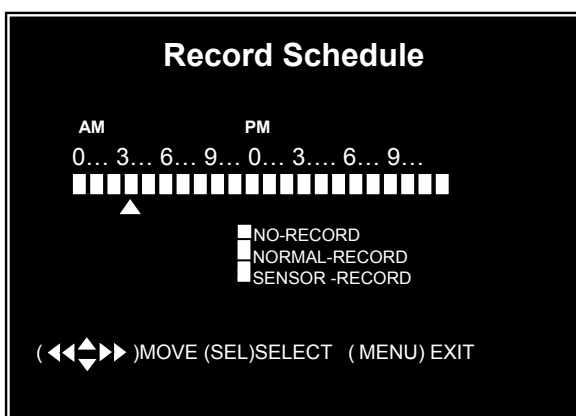 Record Schedule
AM PM
0... 3... 6... 9... 0... 3.... 6... 9...
NO-RECORD
NORMAL-RECORD
SENSOR -RECORD
( )MOVE (SEL)SELECT ( MENU) EXIT